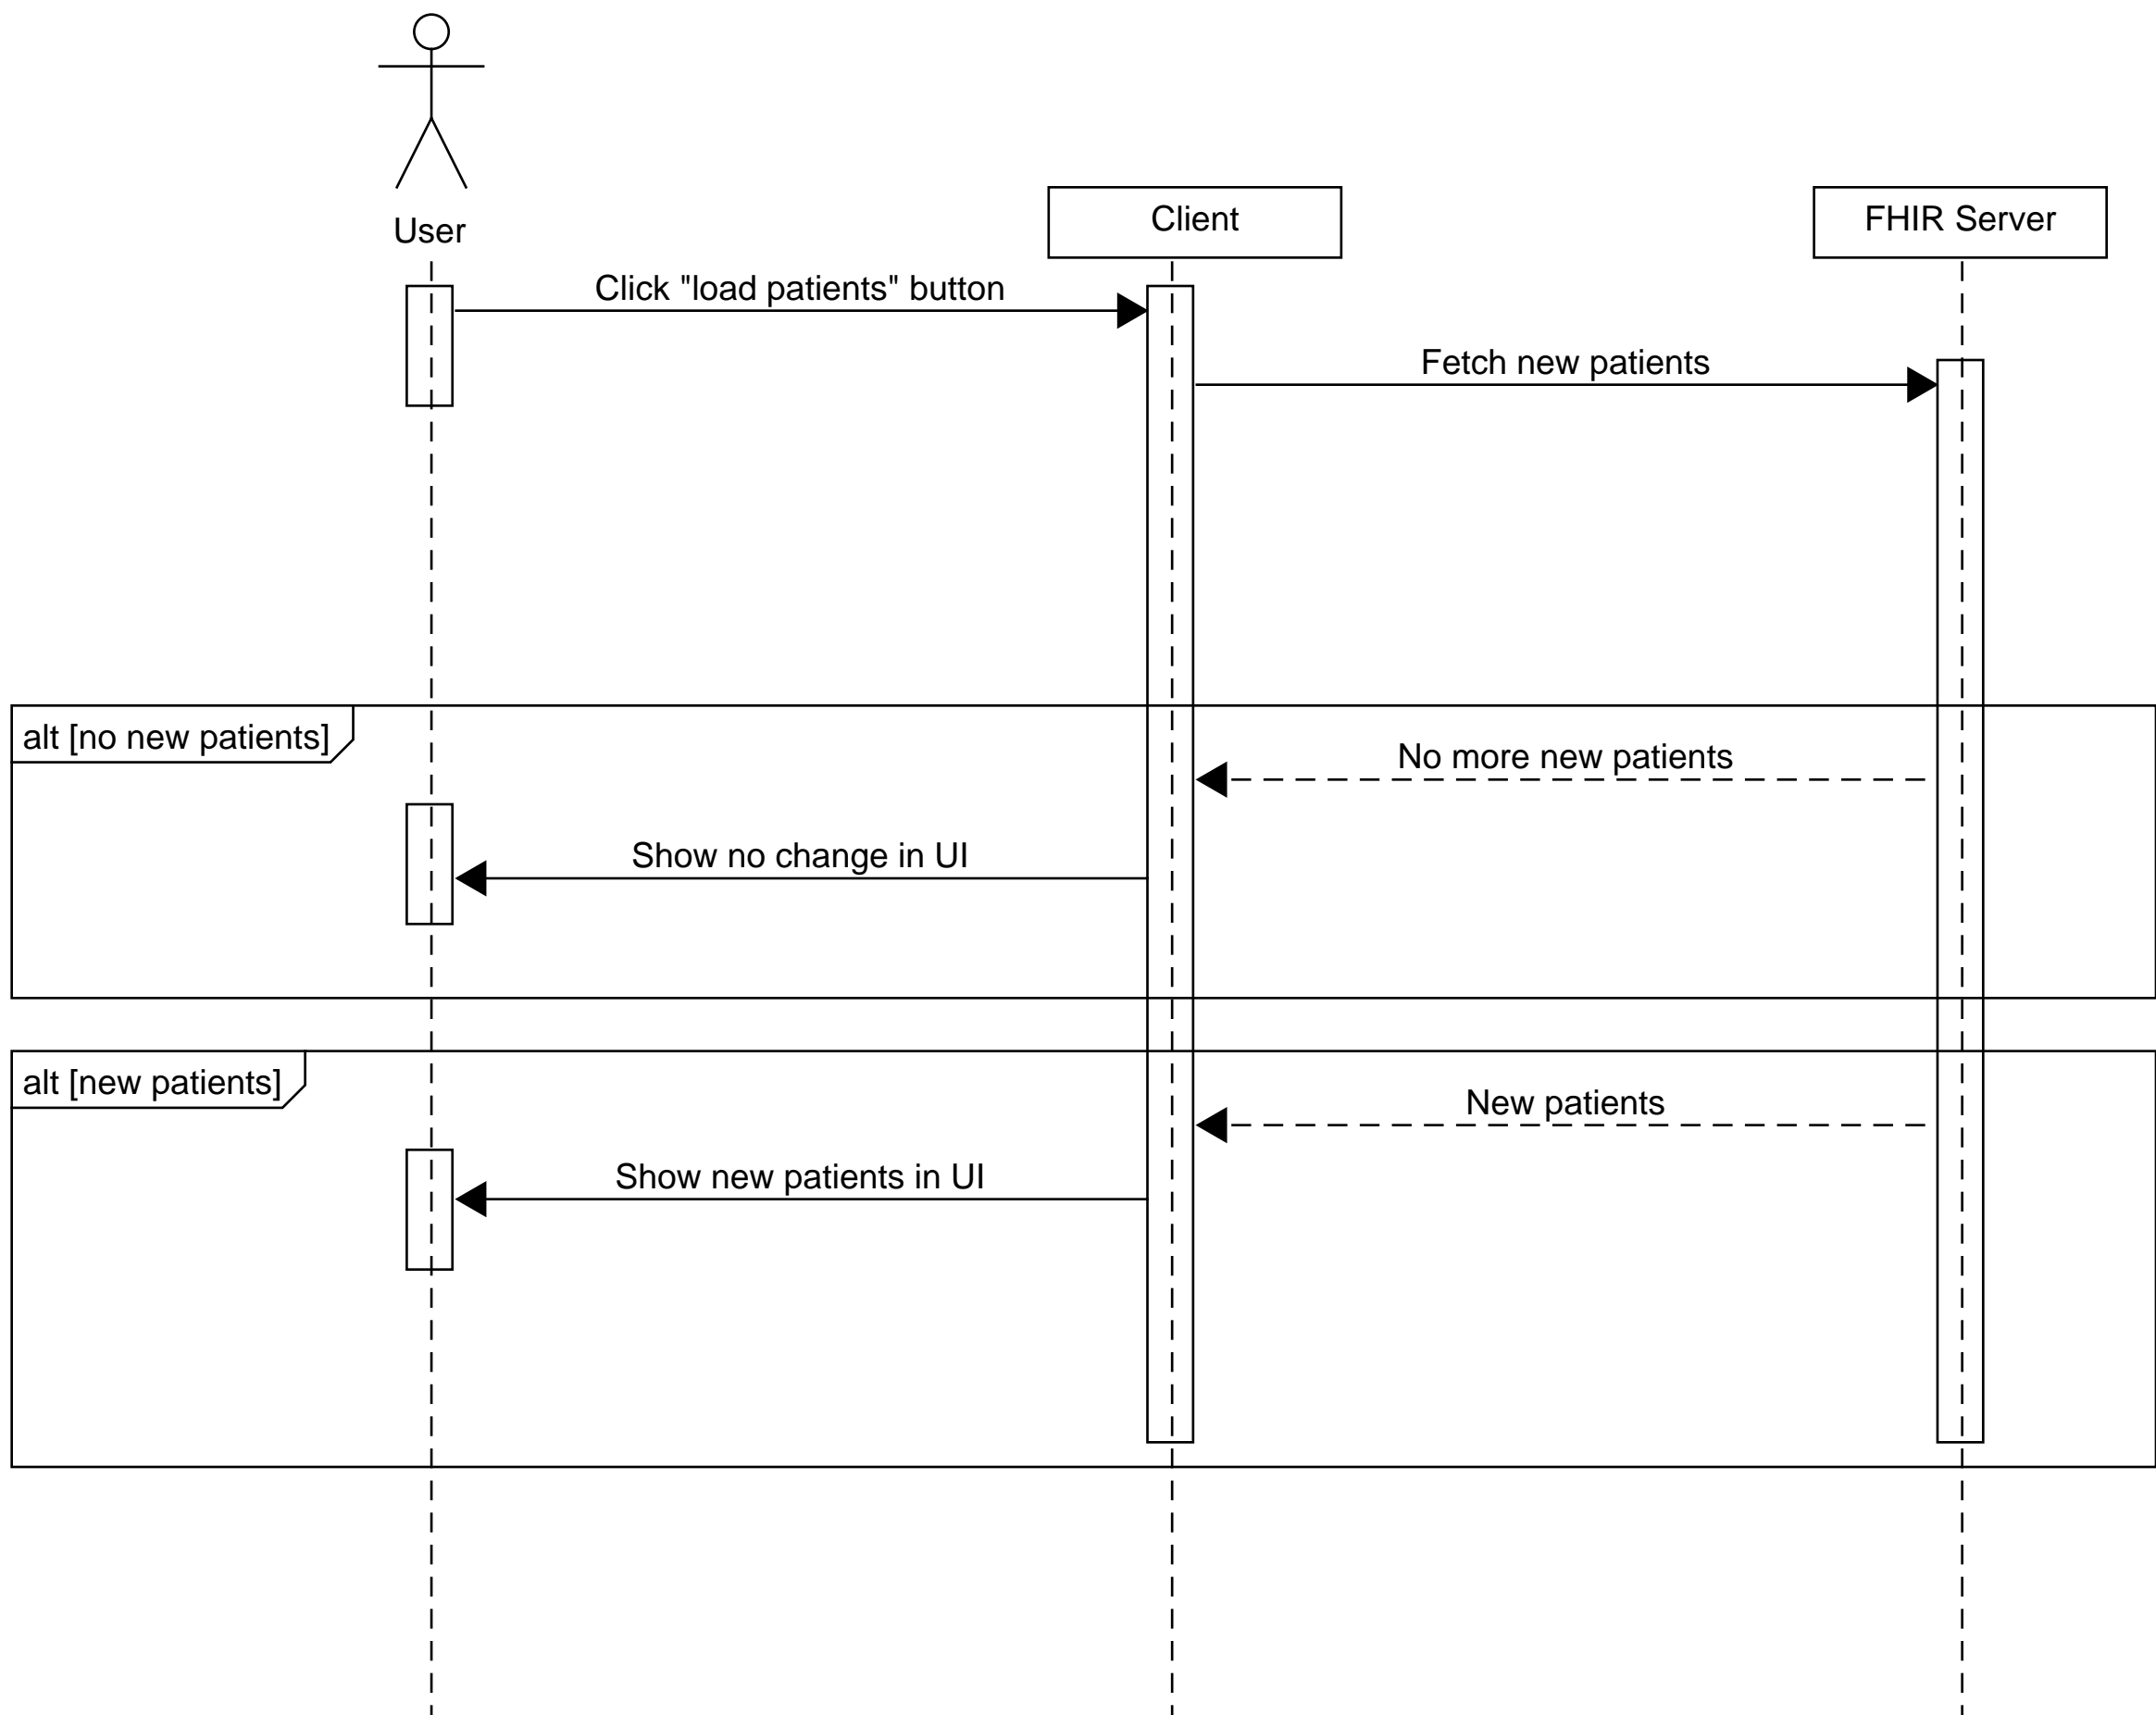 User
Client
FHIR Server
Click "load patients" button
Fetch new patients
alt [no new patients]
No more new patients
Show no change in UI
alt [new patients]
New patients
Show new patients in UI